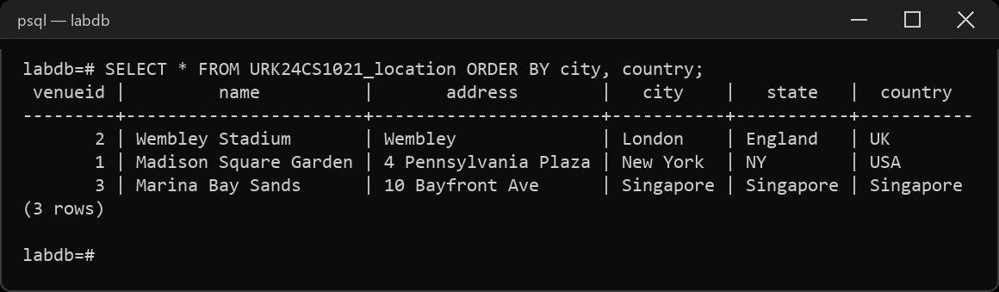 psql — labdb
labdb=# SELECT * FROM URK24CS1021_location ORDER BY city, country;
 venueid |         name          |       address        |   city    |   state   |  country
---------+-----------------------+----------------------+-----------+-----------+-----------
       2 | Wembley Stadium       | Wembley              | London    | England   | UK
       1 | Madison Square Garden | 4 Pennsylvania Plaza | New York  | NY        | USA
       3 | Marina Bay Sands      | 10 Bayfront Ave      | Singapore | Singapore | Singapore
(3 rows)
labdb=#